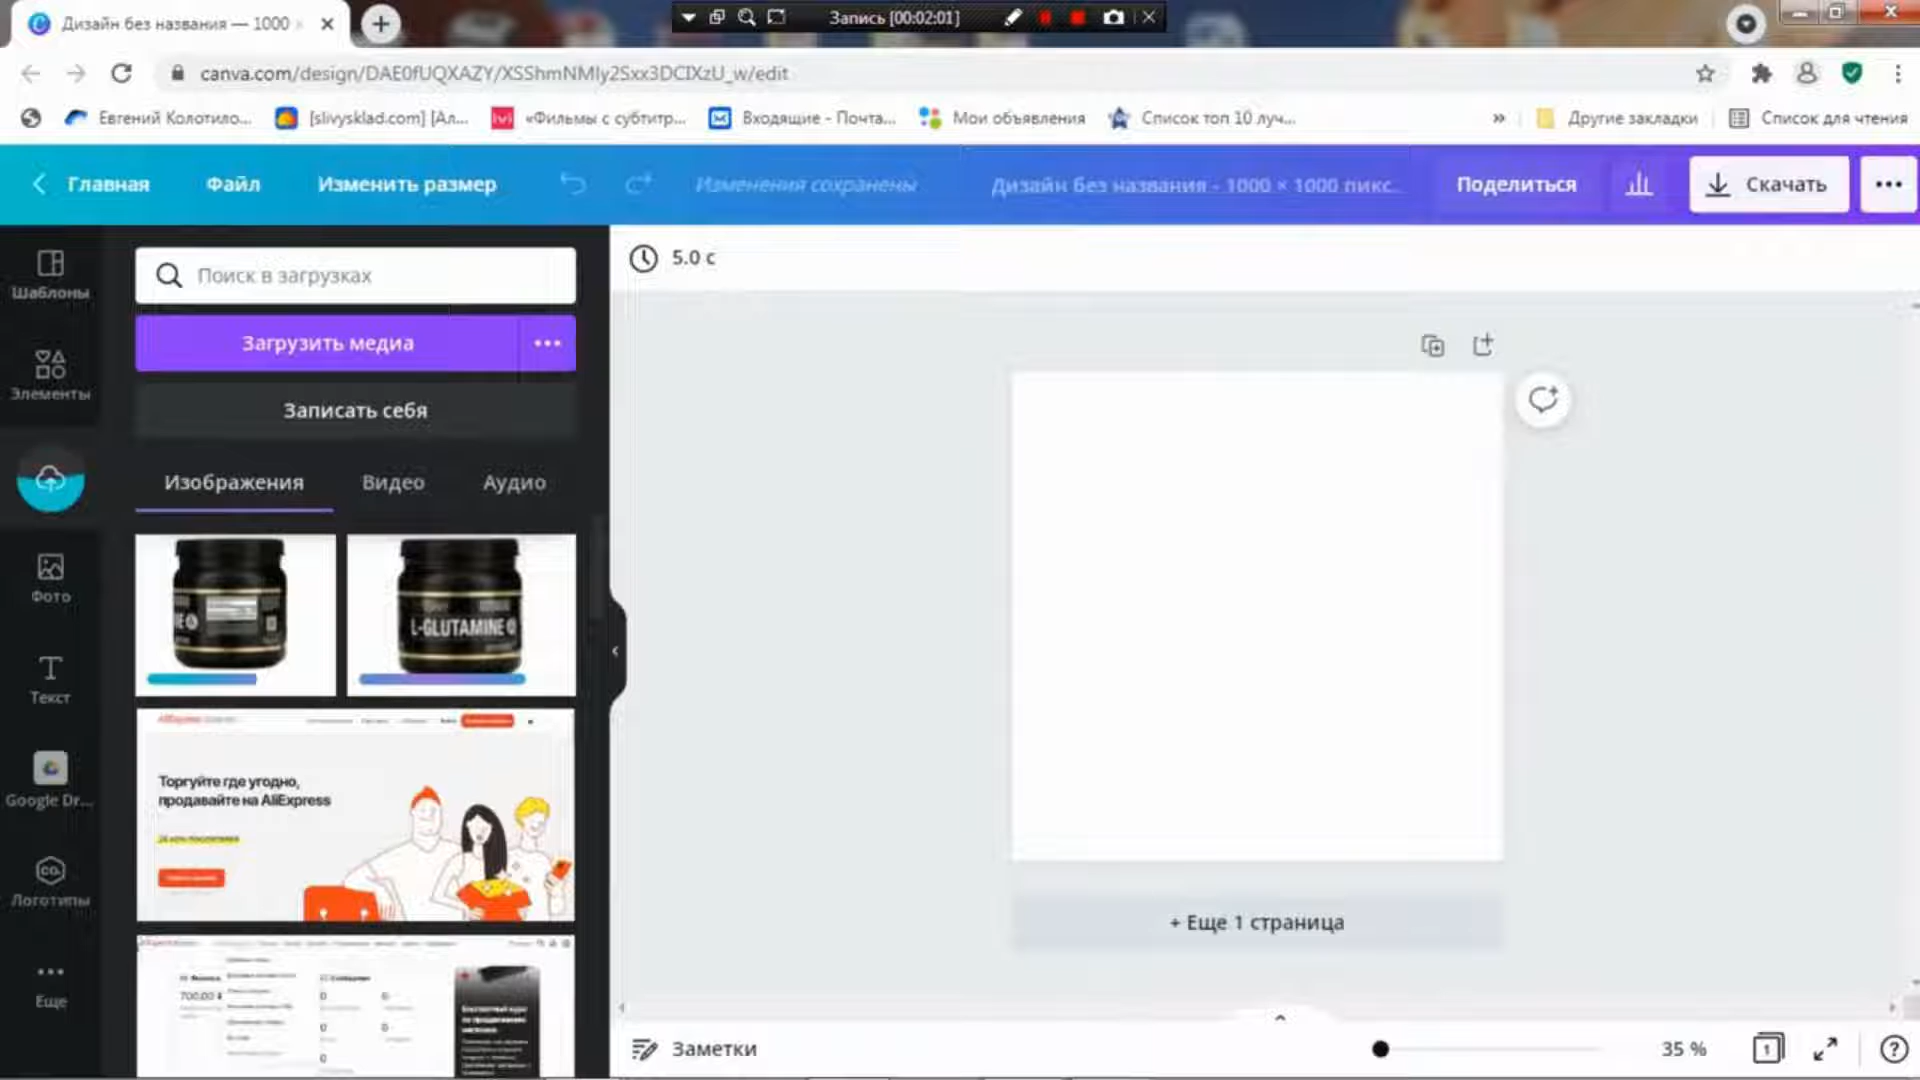 Дизайн без названия — 1000
Запись [00:02:01]
canva.com/design/DAE0fUQXAZY/XSShmNMly2Sxx3DCIXzU_w/edit
Евгений Колотило...
[slivysklad.com] [Ал...
«Фильмы с субтитр...
Входящие - Почта...
Мои объявления
Список топ 10 луч...
»
Другие закладки
Список для чтения
Главная
Файл
Изменить размер
Изменения сохранены
Дизайн без названия - 1000 × 1000 пикс...
Поделиться
Скачать
Шаблоны
Элементы
Фото
Текст
Google Dr...
Логотипы
Еще
Поиск в загрузках
Загрузить медиа
Записать себя
Изображения
Видео
Аудио
L-GLUTAMINE
Торгуйте где угодно,
продавайте на AliExpress
700,00
5.0 с
+ Еще 1 страница
Заметки
35 %
1